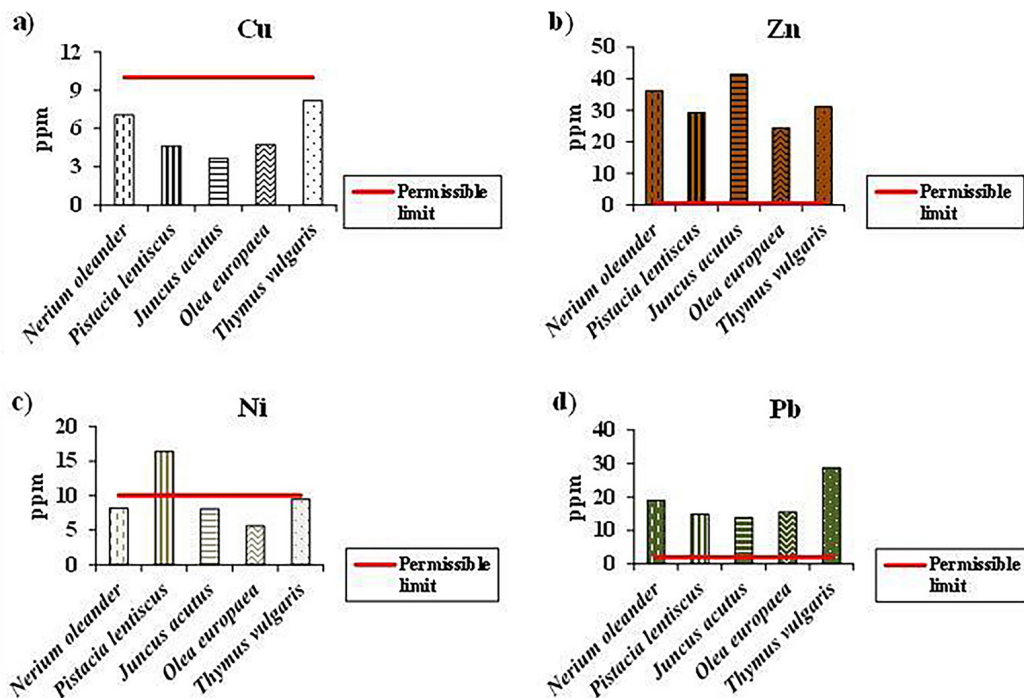 a)
Cu
12
9
6
3
0
ppm
Nerium oleander
Pistacia lentiscus
Juncus acutus
Olea europaea
Thymus vulgaris
Permissible
limit
b)
Zn
50
40
30
20
10
0
ppm
Nerium oleander
Pistacia lentiscus
Juncus acutus
Olea europaea
Thymus vulgaris
Permissible
limit
c)
Ni
20
15
10
5
0
ppm
Nerium oleander
Pistacia lentiscus
Juncus acutus
Olea europaea
Thymus vulgaris
Permissible
limit
d)
Pb
40
30
20
10
0
ppm
Nerium oleander
Pistacia lentiscus
Juncus acutus
Olea europaea
Thymus vulgaris
Permissible
limit